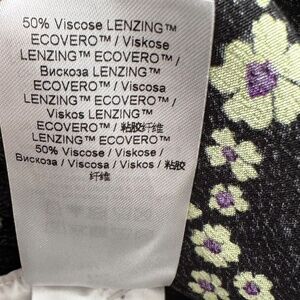 50% Viscose LENZING™
ECOVERO™ / Viskose
LENZING™ ECOVERO™ /
Вискоза LENZING™
ECOVERO™ / Viscosa
LENZING™ ECOVERO™ /
Viskos LENZING™
ECOVERO™ / 粘胶纤维
LENZING™ ECOVERO™
50% Viscose / Viskose /
Вискоза / Viscosa / Viskos / 粘胶
纤维